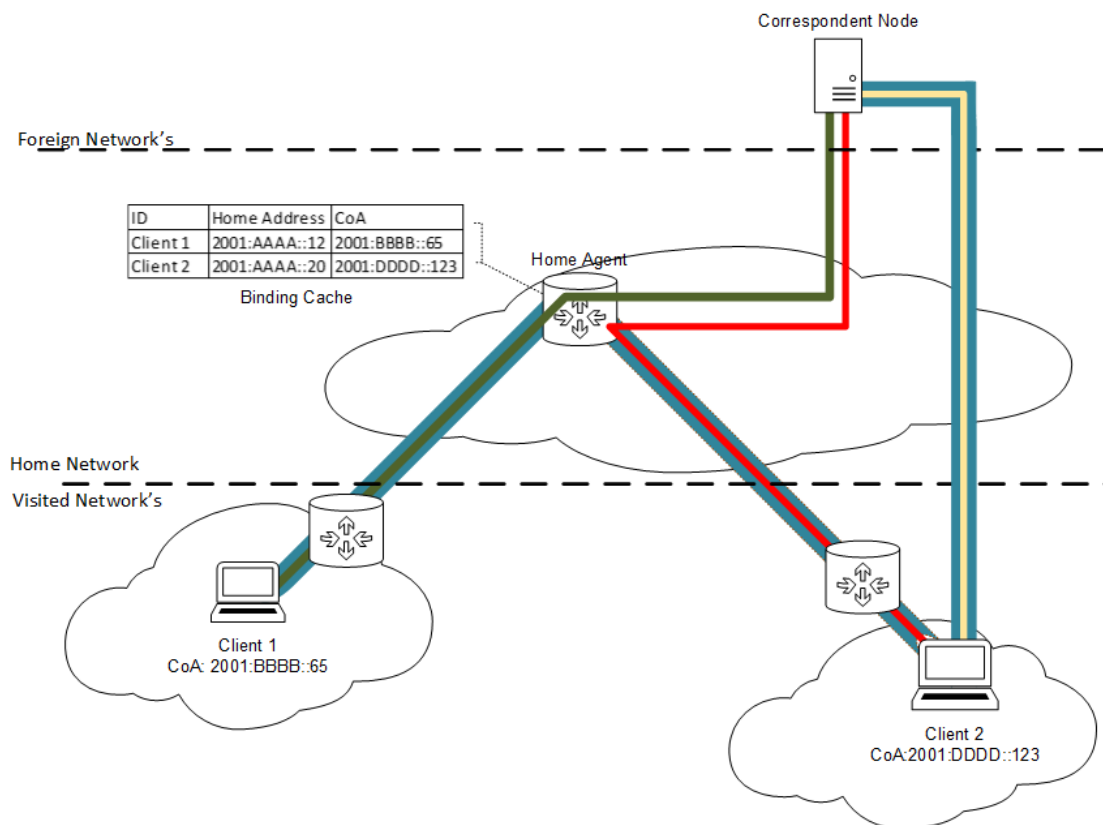 Correspondent Node
Foreign Network's
ID Home Address CoA
Client 1 2001:AAAA::12 2001:BBBB::65
Client 2 2001:AAAA::20 2001:DDDD::123
Binding Cache
Home Agent
Home Network
Visited Network's
Client 1
CoA: 2001:BBBB::65
Client 2
CoA:2001:DDDD::123